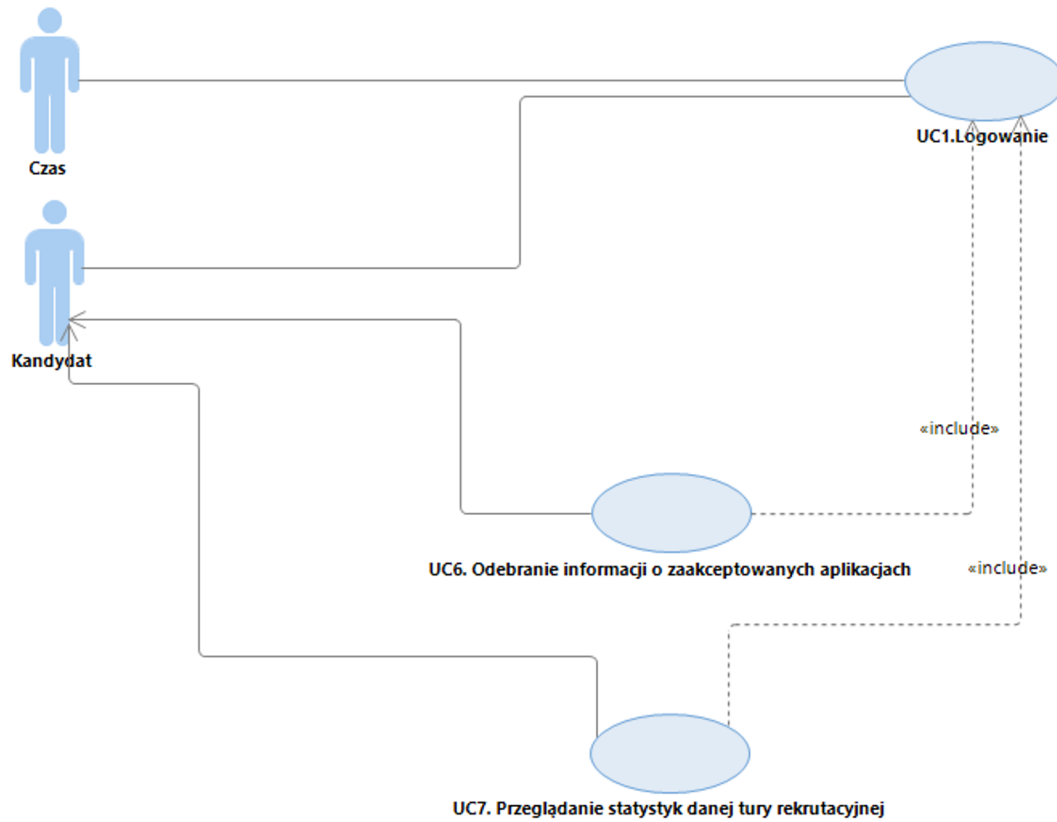 Czas
UC1.Logowanie
Kandydat
«include»
UC6. Odebranie informacji o zaakceptowanych aplikacjach
«include»
UC7. Przeglądanie statystyk danej tury rekrutacyjnej